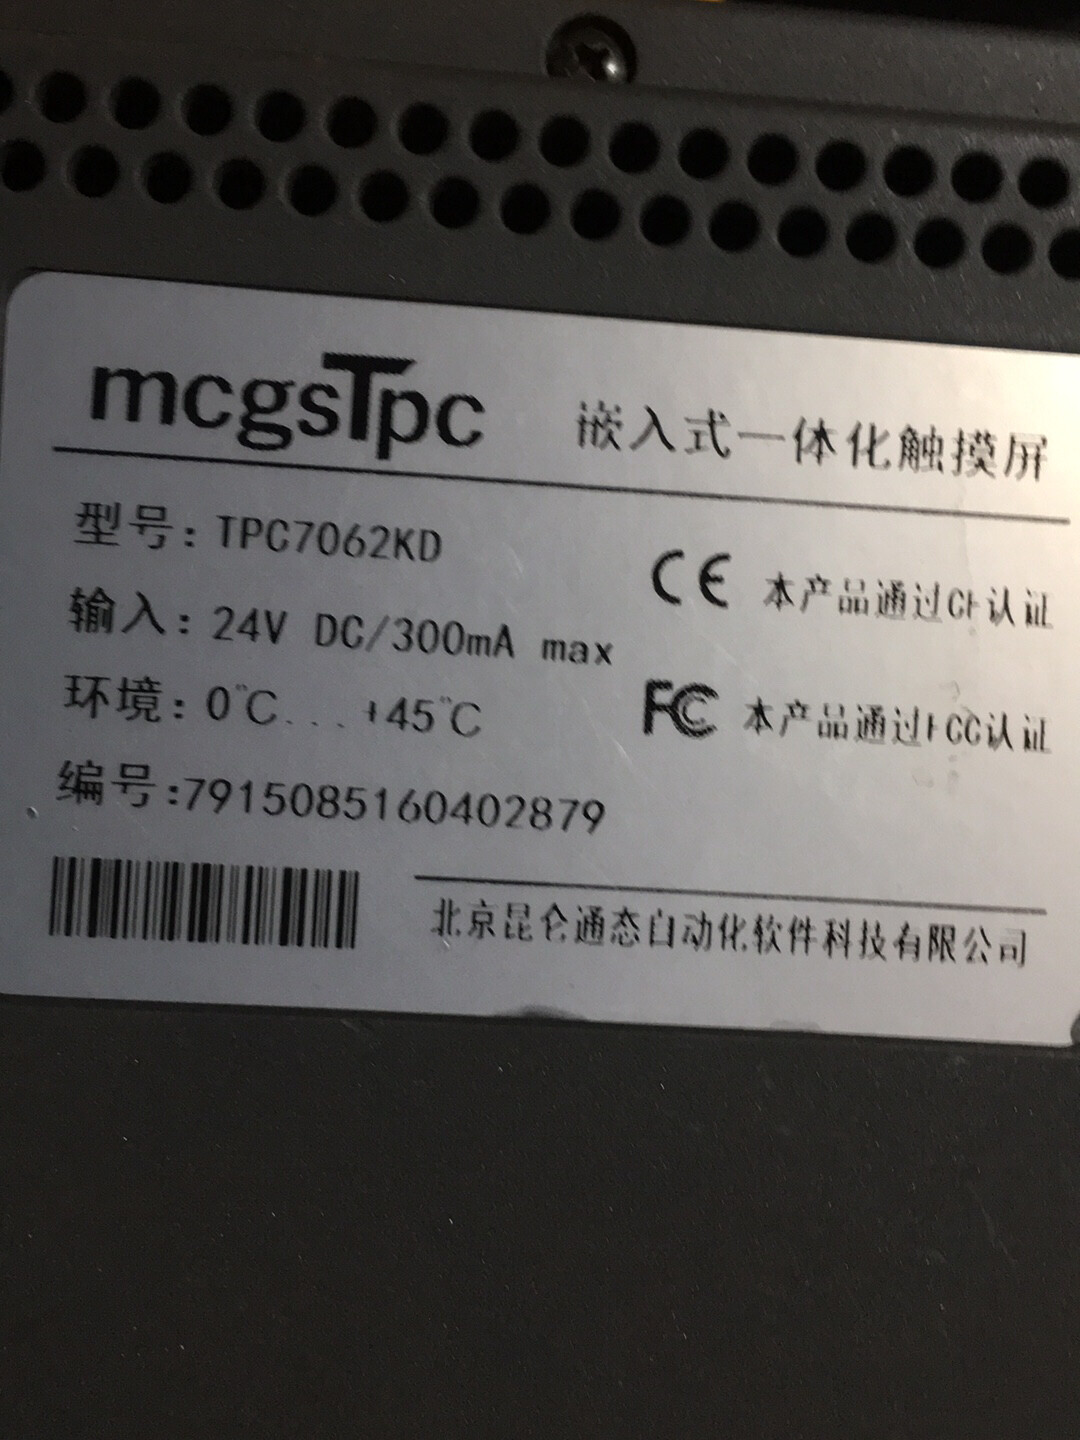 mcgsTpc 嵌入式一体化触摸屏
型号: TPC7062KD
输入: 24V DC/300mA max
环境: 0℃...+45℃
编号:7915085160402879
CE 本产品通过CE认证
FC 本产品通过FCC认证
北京昆仑通态自动化软件科技有限公司